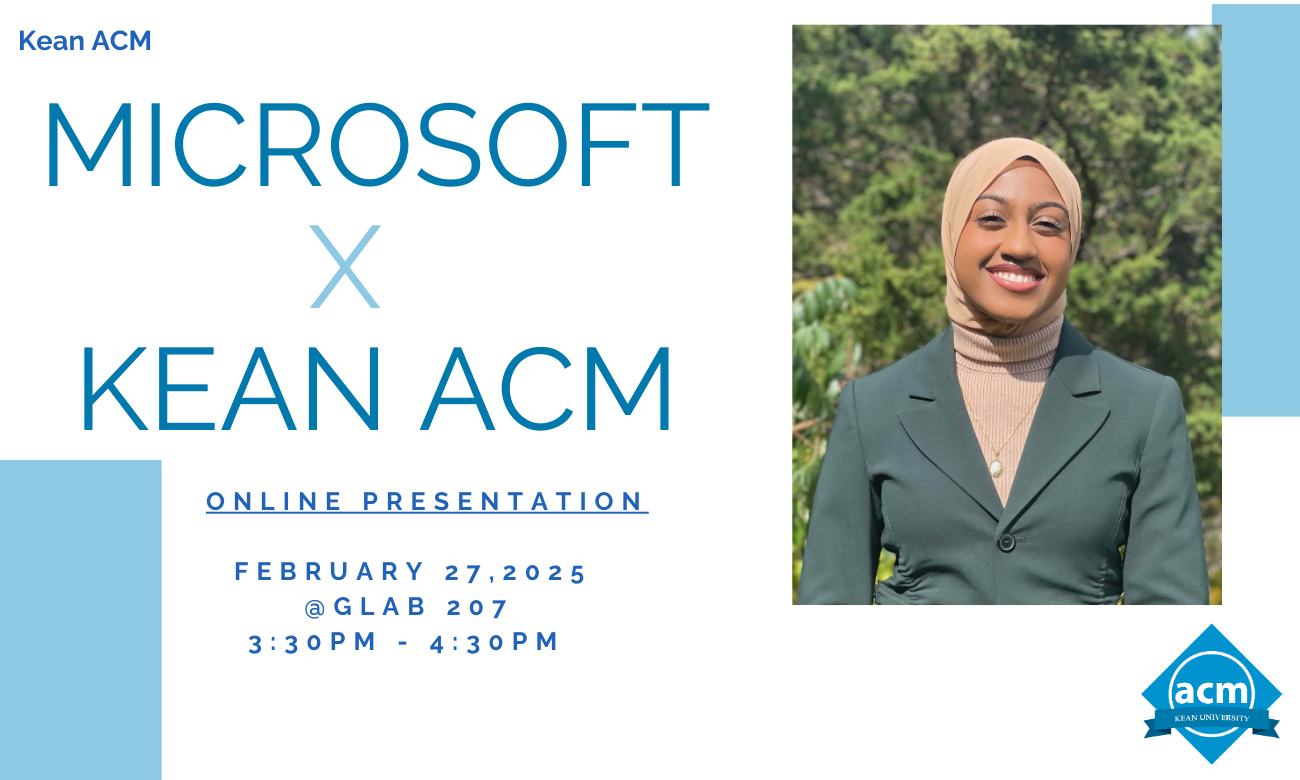 Kean ACM
MICROSOFT
X
KEAN ACM
ONLINE PRESENTATION
FEBRUARY 27,2025
@GLAB 207
3:30PM - 4:30PM
acm
KEAN UNIVERSITY